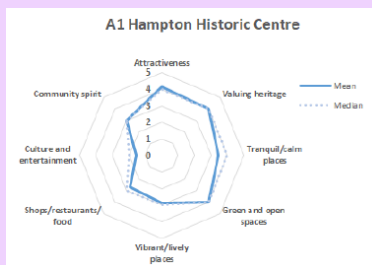 A1 Hampton Historic Centre
Attractiveness
5
4
3
2
1
0
Community spirit
Valuing heritage
Mean
Median
Culture and
entertainment
Tranquil/calm
places
Shops/restaurants/
food
Green and open
spaces
Vibrant/lively
places